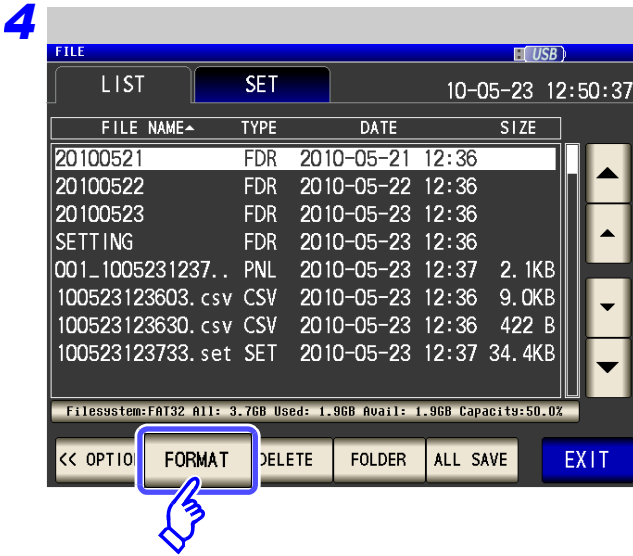 4
FILE USB
LIST SET 10-05-23 12:50:37
FILE NAME▲ TYPE DATE SIZE
20100521 FDR 2010-05-21 12:36
20100522 FDR 2010-05-22 12:36
20100523 FDR 2010-05-23 12:36
SETTING FDR 2010-05-23 12:36
001_1005231237.. PNL 2010-05-23 12:37 2.1KB
100523123603.csv CSV 2010-05-23 12:36 9.0KB
100523123630.csv CSV 2010-05-23 12:36 422 B
100523123733.set SET 2010-05-23 12:37 34.4KB
Filesystem:FAT32 All: 3.7GB Used: 1.9GB Avail: 1.9GB Capacity:50.0%
<< OPTIO FORMAT DELETE FOLDER ALL SAVE EXIT